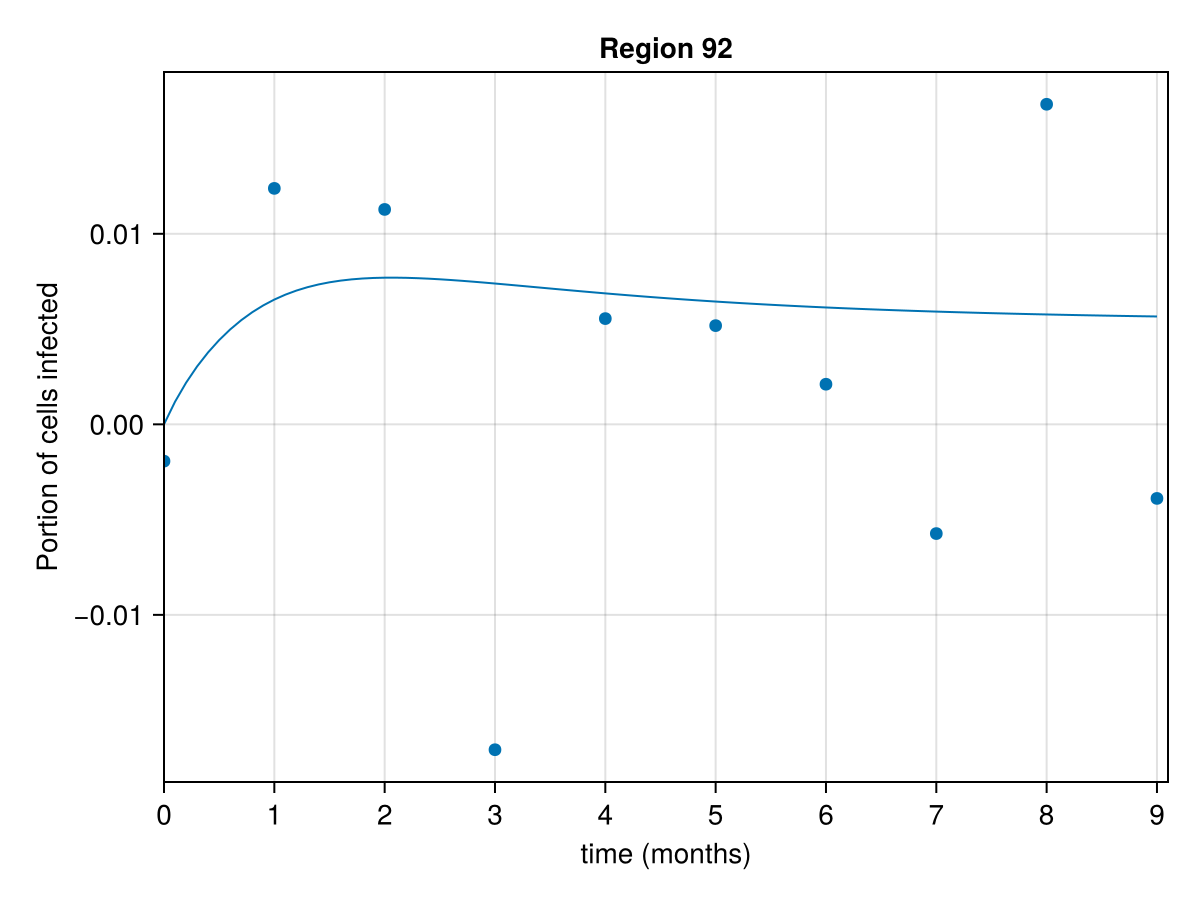 Region 92
Portion of cells infected
0.01
0.00
−0.01
0 1 2 3 4 5 6 7 8 9
time (months)